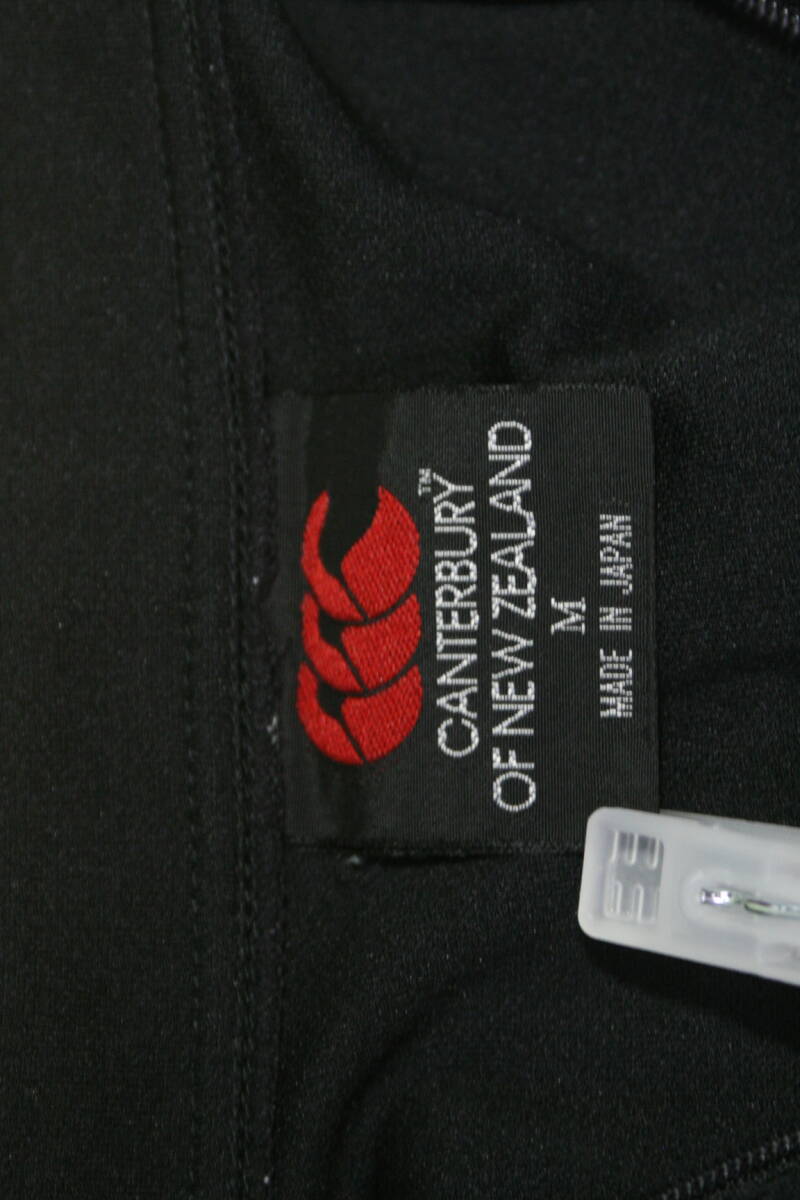 CANTERBURY™
OF NEW ZEALAND
M
MADE IN JAPAN